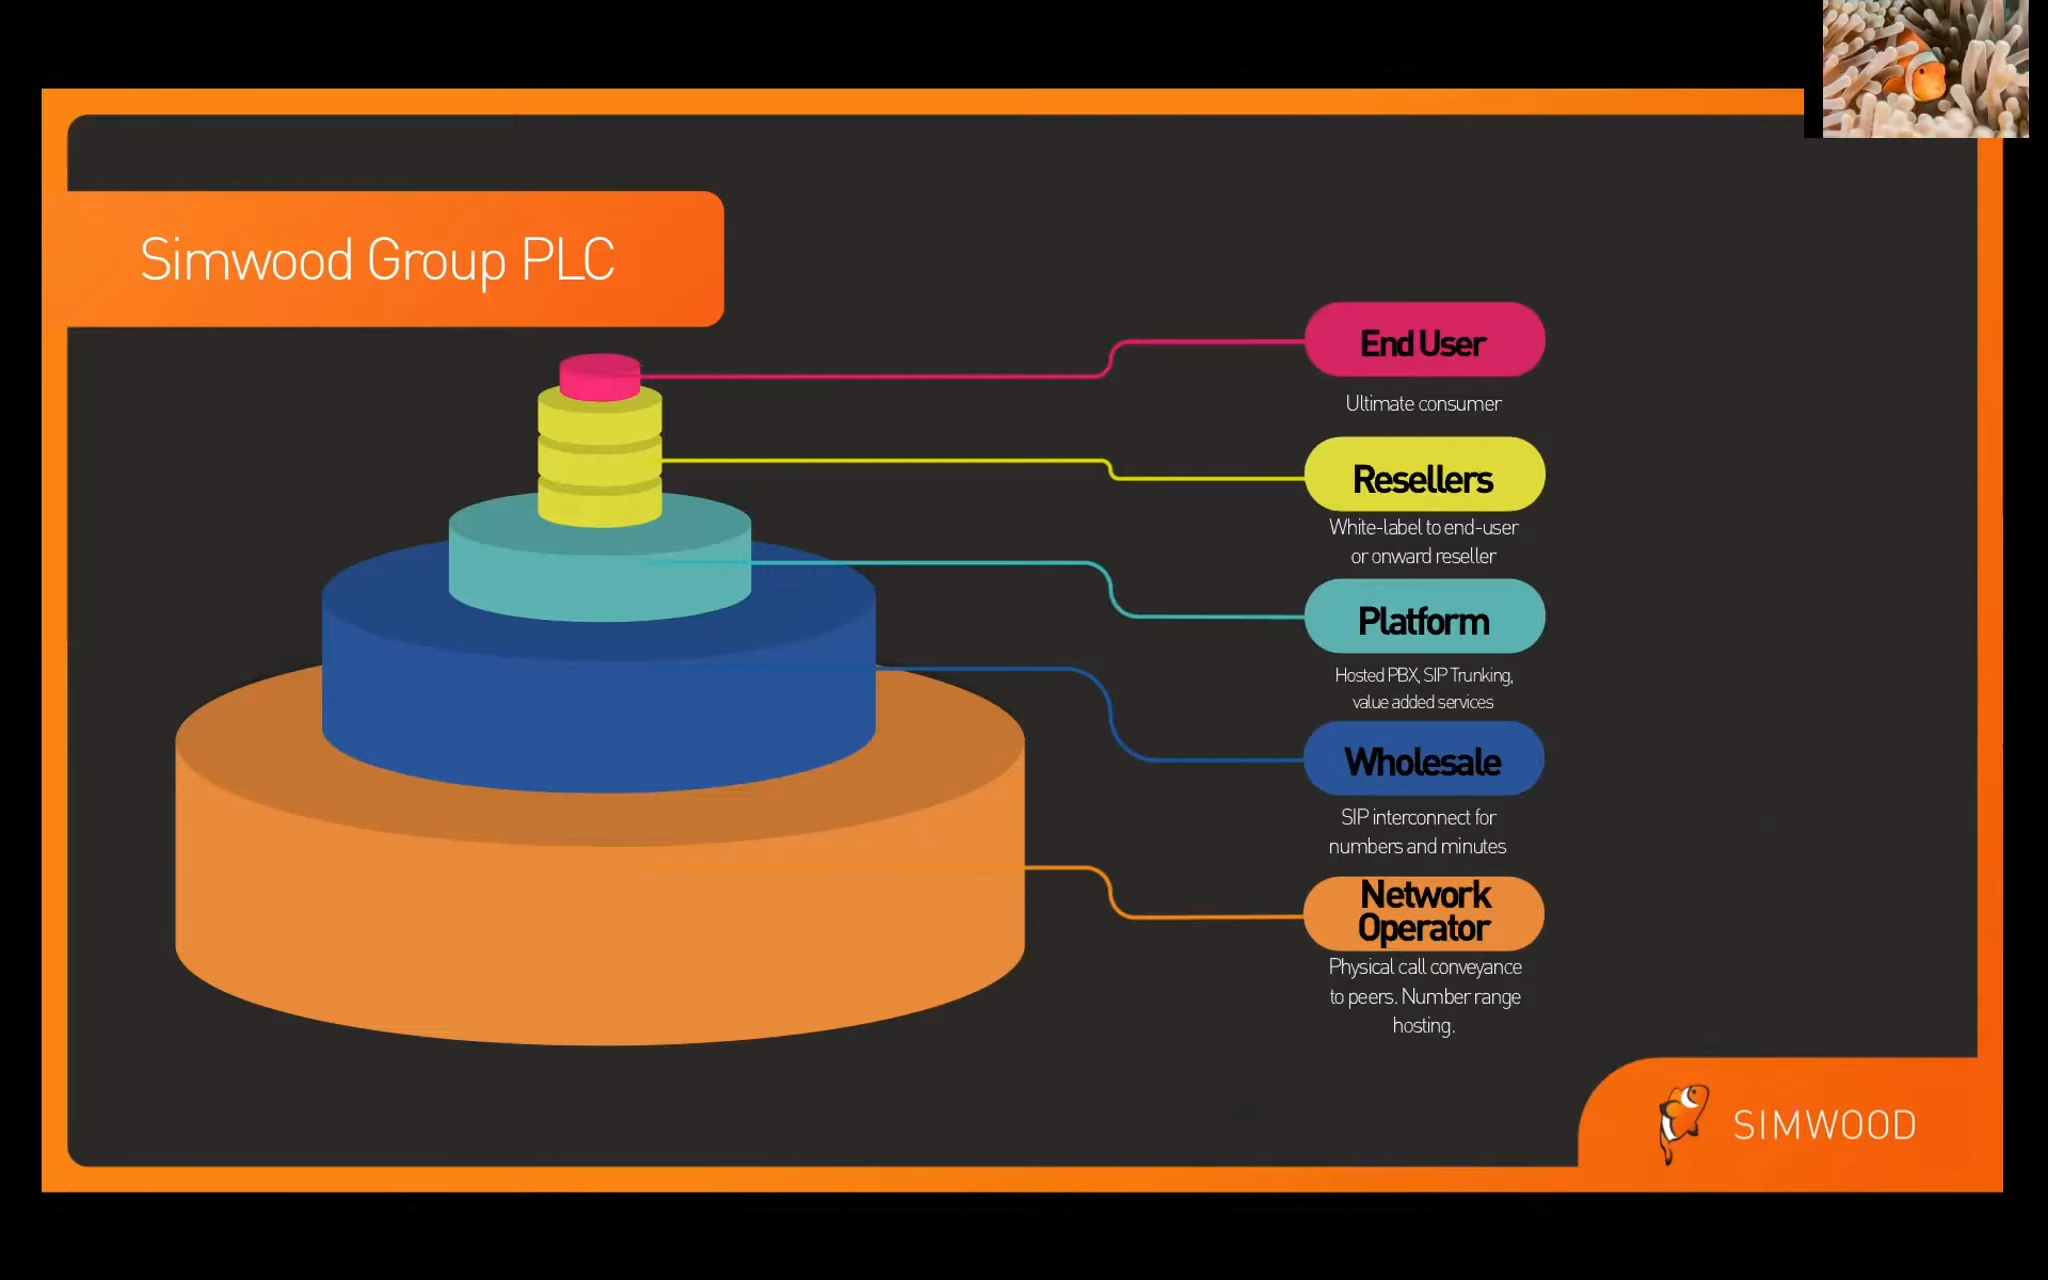 Simwood Group PLC
End User
Ultimate consumer
Resellers
White-label to end-user
or onward reseller
Platform
Hosted PBX, SIP Trunking,
value added services
Wholesale
SIP interconnect for
numbers and minutes
Network
Operator
Physical call conveyance
to peers. Number range
hosting.
SIMWOOD